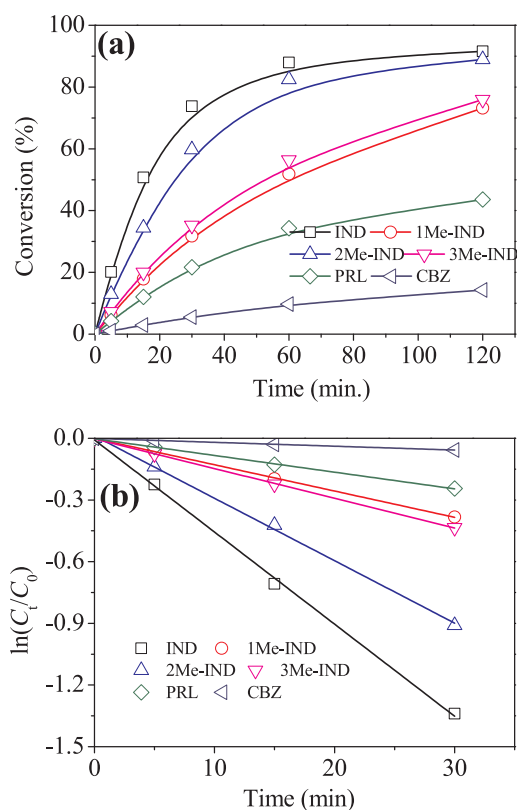 (a)
Conversion (%)
100
80
60
40
20
0
IND 1Me-IND
2Me-IND 3Me-IND
PRL CBZ
0 20 40 60 80 100 120
Time (min.)
(b)
ln(Ct/C0)
0.0
-0.3
-0.6
-0.9
-1.2
-1.5
IND 1Me-IND
2Me-IND 3Me-IND
PRL CBZ
0 10 20 30
Time (min)